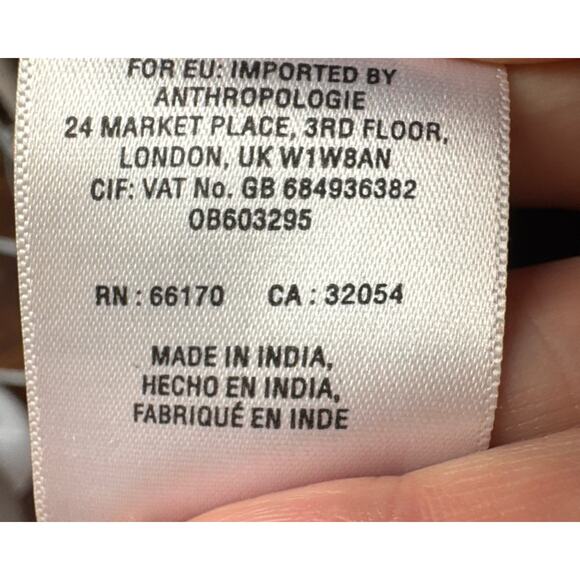 FOR EU: IMPORTED BY
ANTHROPOLOGIE
24 MARKET PLACE, 3RD FLOOR,
LONDON, UK W1W8AN
CIF: VAT No. GB 684936382
OB603295
RN : 66170 CA : 32054
MADE IN INDIA,
HECHO EN INDIA,
FABRIQUÉ EN INDE